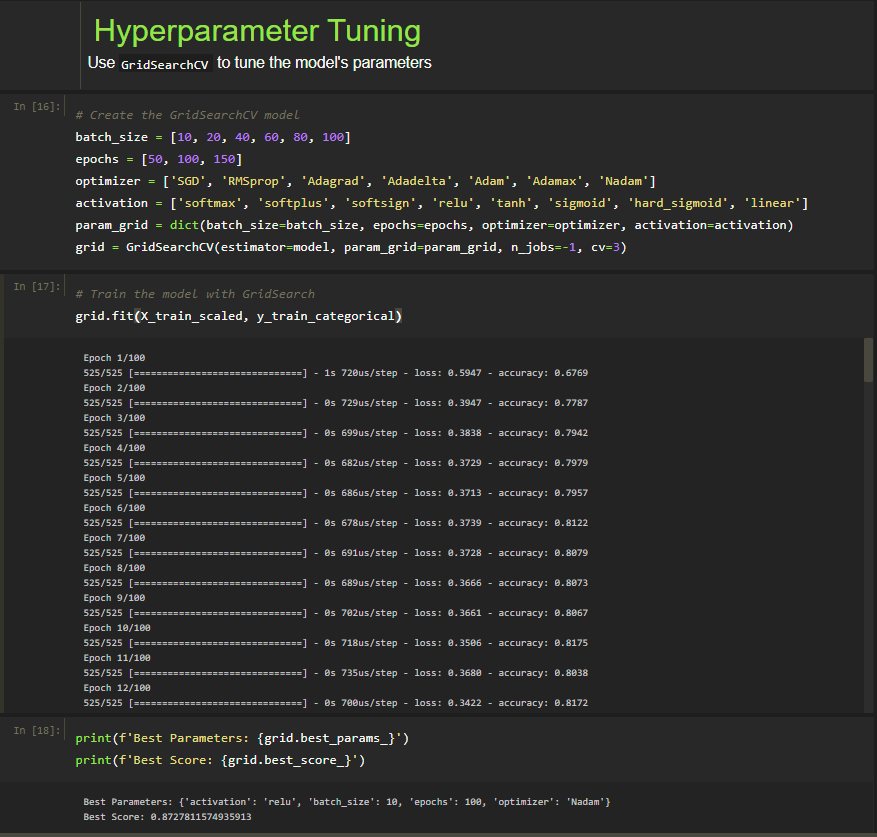 Hyperparameter Tuning
Use GridSearchCV to tune the model's parameters
In [16]:
# Create the GridSearchCV model
batch_size = [10, 20, 40, 60, 80, 100]
epochs = [50, 100, 150]
optimizer = ['SGD', 'RMSprop', 'Adagrad', 'Adadelta', 'Adam', 'Adamax', 'Nadam']
activation = ['softmax', 'softplus', 'softsign', 'relu', 'tanh', 'sigmoid', 'hard_sigmoid', 'linear']
param_grid = dict(batch_size=batch_size, epochs=epochs, optimizer=optimizer, activation=activation)
grid = GridSearchCV(estimator=model, param_grid=param_grid, n_jobs=-1, cv=3)
In [17]:
# Train the model with GridSearch
grid.fit(X_train_scaled, y_train_categorical)
Epoch 1/100
525/525 [==============================] - 1s 720us/step - loss: 0.5947 - accuracy: 0.6769
Epoch 2/100
525/525 [==============================] - 0s 729us/step - loss: 0.3947 - accuracy: 0.7787
Epoch 3/100
525/525 [==============================] - 0s 699us/step - loss: 0.3838 - accuracy: 0.7942
Epoch 4/100
525/525 [==============================] - 0s 682us/step - loss: 0.3729 - accuracy: 0.7979
Epoch 5/100
525/525 [==============================] - 0s 686us/step - loss: 0.3713 - accuracy: 0.7957
Epoch 6/100
525/525 [==============================] - 0s 678us/step - loss: 0.3739 - accuracy: 0.8122
Epoch 7/100
525/525 [==============================] - 0s 691us/step - loss: 0.3728 - accuracy: 0.8079
Epoch 8/100
525/525 [==============================] - 0s 689us/step - loss: 0.3666 - accuracy: 0.8073
Epoch 9/100
525/525 [==============================] - 0s 702us/step - loss: 0.3661 - accuracy: 0.8067
Epoch 10/100
525/525 [==============================] - 0s 718us/step - loss: 0.3506 - accuracy: 0.8175
Epoch 11/100
525/525 [==============================] - 0s 735us/step - loss: 0.3680 - accuracy: 0.8038
Epoch 12/100
525/525 [==============================] - 0s 700us/step - loss: 0.3422 - accuracy: 0.8172
In [18]:
print(f'Best Parameters: {grid.best_params_}')
print(f'Best Score: {grid.best_score_}')
Best Parameters: {'activation': 'relu', 'batch_size': 10, 'epochs': 100, 'optimizer': 'Nadam'}
Best Score: 0.8727811574935913